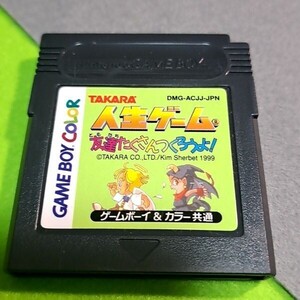 TAKARA
DMG-ACJJ-JPN
人生ゲーム
友達たくさんつくろうよ!
©TAKARA CO.,LTD./Kim Sherbet 1999
GAME BOY COLOR
ゲームボーイ&カラー共通